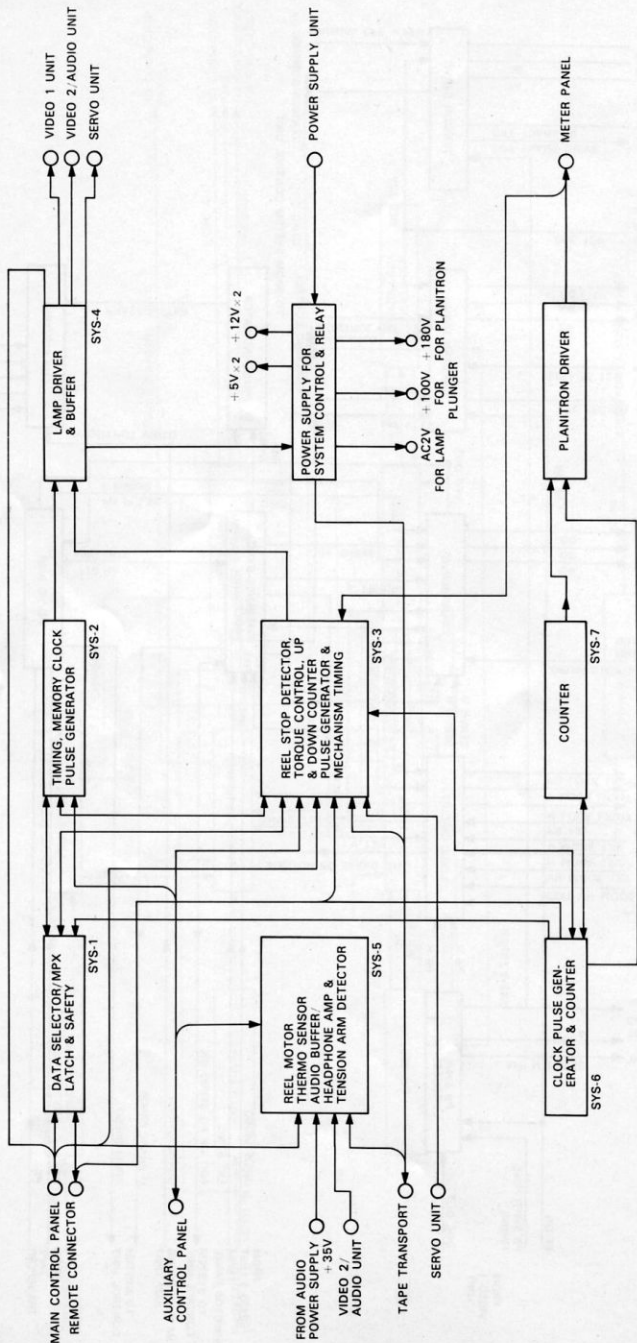 MAIN CONTROL PANEL
REMOTE CONNECTOR
AUXILIARY
CONTROL PANEL
FROM AUDIO
POWER SUPPLY
+35V
VIDEO 2/
AUDIO UNIT
TAPE TRANSPORT
SERVO UNIT
DATA SELECTOR/MPX
LATCH & SAFETY
SYS-1
REEL MOTOR
THERMO SENSOR
AUDIO BUFFER/
HEADPHONE AMP &
TENSION ARM DETECTOR
SYS-5
CLOCK PULSE GEN-
ERATOR & COUNTER
SYS-6
TIMING, MEMORY CLOCK
PULSE GENERATOR
SYS-2
REEL STOP DETECTOR,
TORQUE CONTROL, UP
& DOWN COUNTER
PULSE GENERATOR &
MECHANISM TIMING
SYS-3
COUNTER
SYS-7
LAMP DRIVER
& BUFFER
SYS-4
+5V×2
+12V×2
POWER SUPPLY FOR
SYSTEM CONTROL & RELAY
AC2V
FOR LAMP
+100V
FOR
PLUNGER
+180V
FOR PLANITRON
PLANITRON DRIVER
VIDEO 1 UNIT
VIDEO 2/AUDIO UNIT
SERVO UNIT
POWER SUPPLY UNIT
METER PANEL